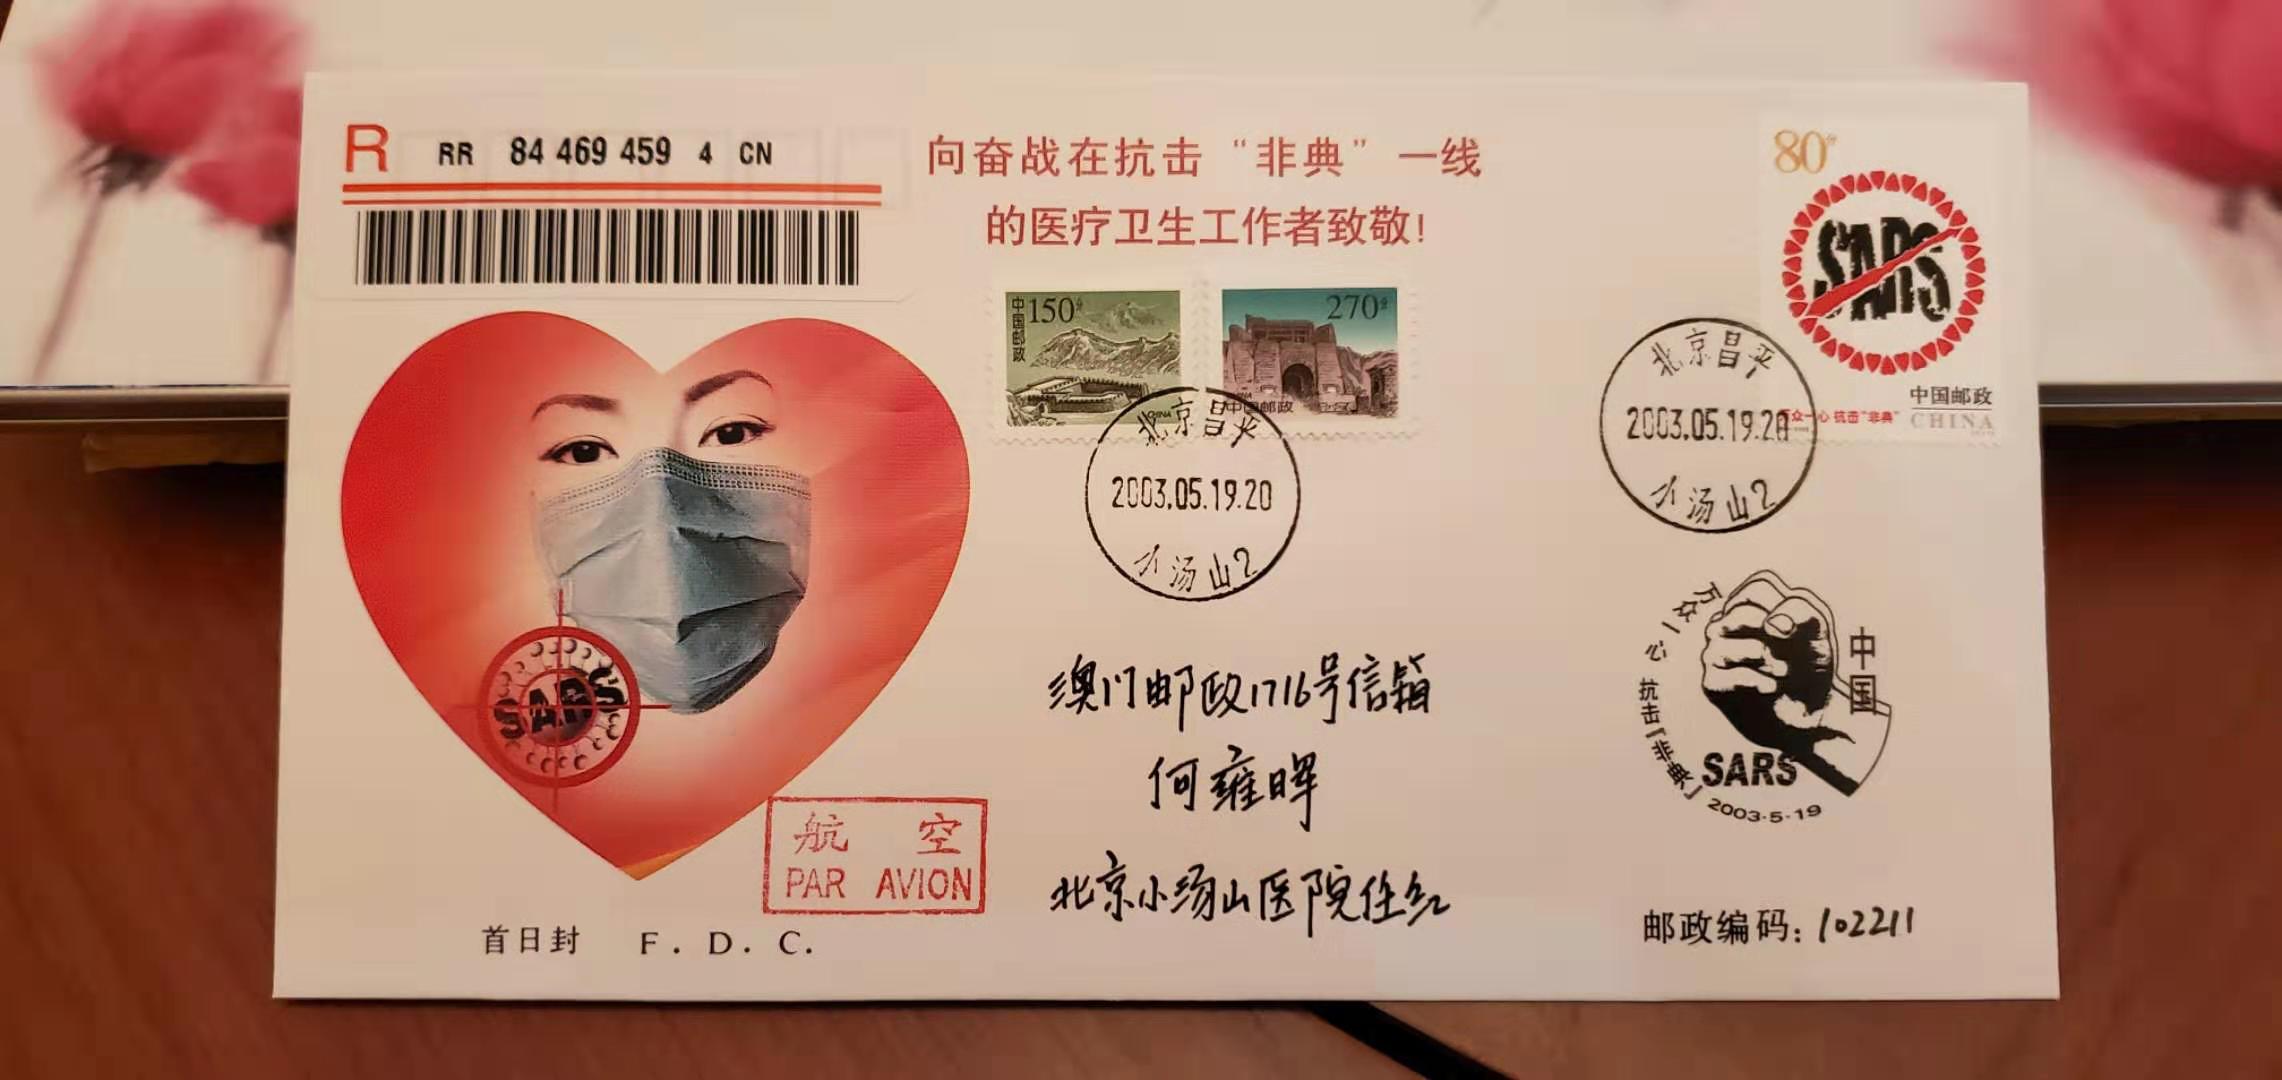 R RR 84 469 459 4 CN
向奋战在抗击“非典”一线
的医疗卫生工作者致敬！
中国邮政
150分
CHINA
270分
中国邮政
80分
SARS
中国邮政
CHINA
万众一心 抗击“非典”
北京昌平
2003.05.19.20
小汤山2
北京昌平
2003.05.19.20
小汤山2
SARS
万众一心 抗击『非典』
中国
SARS
2003·5·19
澳门邮政1716号信箱
何雍晖
北京小汤山医院任红
航空
PAR AVION
首日封 F.D.C.
邮政编码：102211